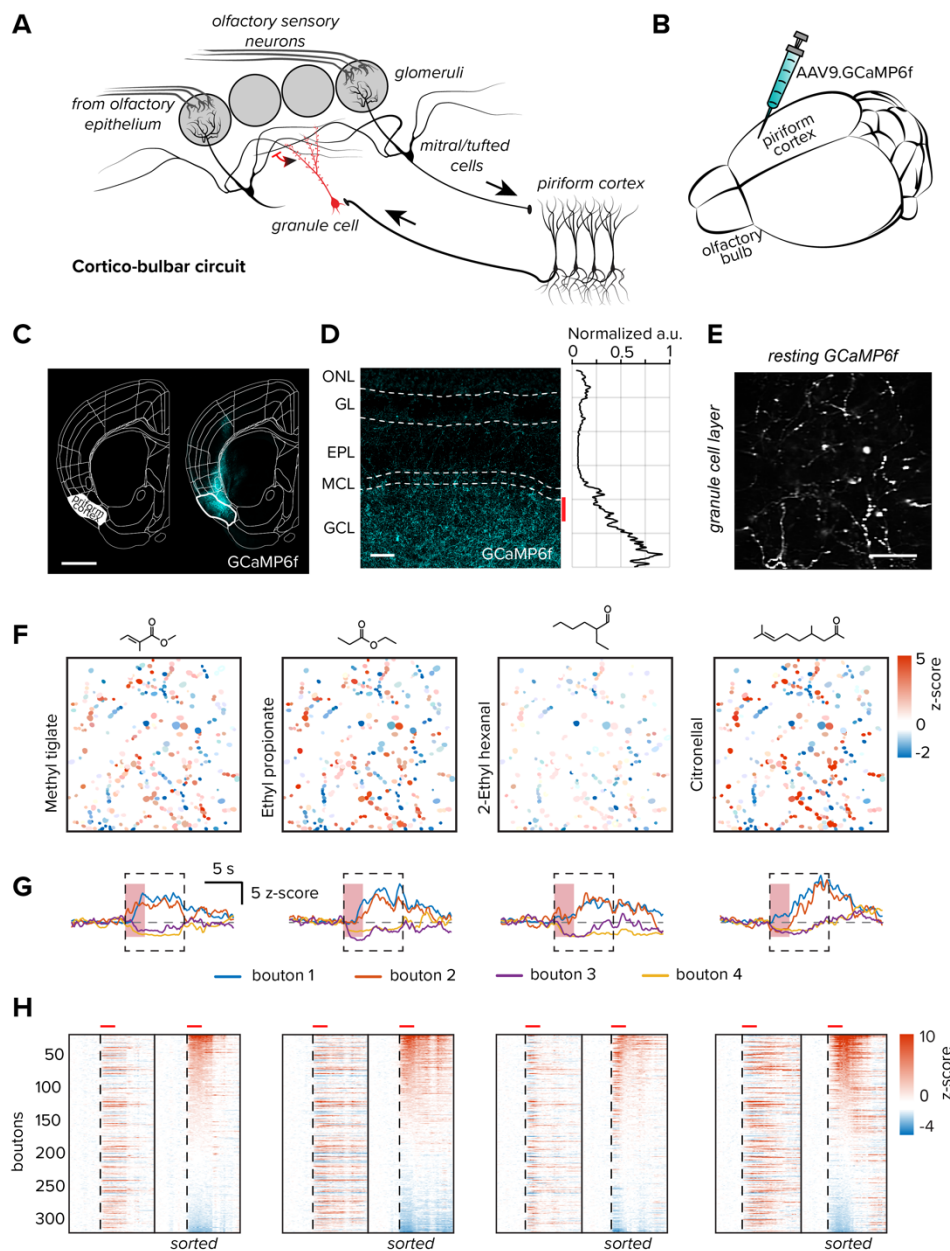 A
olfactory sensory
neurons
glomeruli
from olfactory
epithelium
mitral/tufted
cells
piriform cortex
granule cell
Cortico-bulbar circuit
B
AAV9.GCaMP6f
piriform
cortex
olfactory
bulb
C
piriform
cortex
GCaMP6f
D
Normalized a.u.
0
0.5
1
ONL
GL
EPL
MCL
GCL
GCaMP6f
E
resting GCaMP6f
granule cell layer
F
O
O
O
O
O
O
Methyl tiglate
Ethyl propionate
2-Ethyl hexanal
Citronellal
5
0
-2
z-score
G
5 s
5 z-score
bouton 1
bouton 2
bouton 3
bouton 4
H
boutons
50
100
150
200
250
300
sorted
sorted
sorted
sorted
10
0
-4
z-score